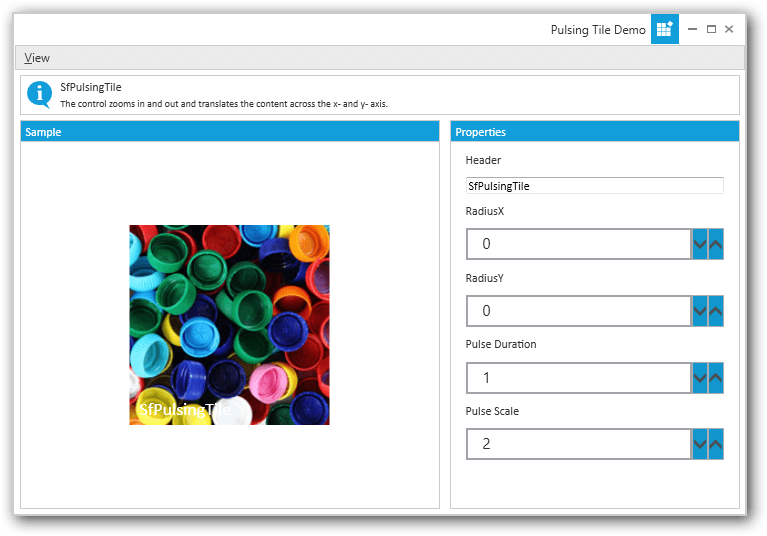 Pulsing Tile Demo
View
SfPulsingTile
The control zooms in and out and translates the content across the x- and y- axis.
Sample
SfPulsingTile
Properties
Header
SfPulsingTile
RadiusX
0
RadiusY
0
Pulse Duration
1
Pulse Scale
2